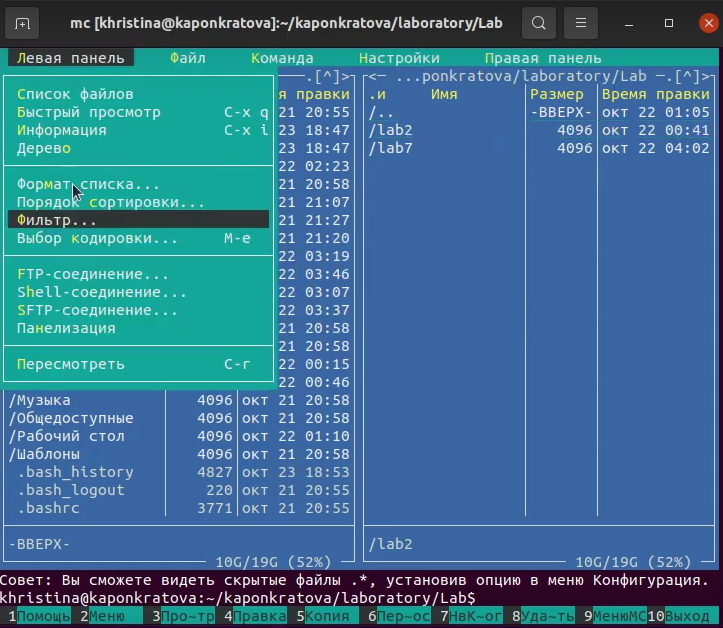 mc [khristina@kaponkratova]:~/kaponkratova/laboratory/Lab
Левая панель Файл Команда Настройки Правая панель
.[^]>
Список файлов
Быстрый просмотр C-x q
Информация C-x i
Дерево
Формат списка...
Порядок сортировки...
Фильтр...
Выбор кодировки... M-e
FTP-соединение...
Shell-соединение...
SFTP-соединение...
Панелизация
Пересмотреть C-r
я правки
21 20:55
23 18:47
23 18:47
22 02:23
21 20:58
21 21:07
21 21:27
21 21:20
22 03:19
22 03:46
22 03:07
22 03:37
21 20:58
21 20:58
22 00:15
22 00:46
/Музыка 4096 окт 21 20:58
/Общедоступные 4096 окт 21 20:58
/Рабочий стол 4096 окт 22 01:10
/Шаблоны 4096 окт 21 20:58
.bash_history 4827 окт 23 18:53
.bash_logout 220 окт 21 20:55
.bashrc 3771 окт 21 20:55
-ВВЕРХ-
10G/19G (52%)
<─ ...ponkratova/laboratory/Lab ─.[^]>
.и Имя Размер Время правки
/.. -ВВЕРХ- окт 22 01:05
/lab2 4096 окт 22 00:41
/lab7 4096 окт 22 04:02
/lab2
10G/19G (52%)
Совет: Вы сможете видеть скрытые файлы .*, установив опцию в меню Конфигурация.
khristina@kaponkratova:~/kaponkratova/laboratory/Lab$
1Помощь 2Меню 3Про~тр 4Правка 5Копия 6Пер~ос 7НвК~ог 8Уда~ть 9МенюMC 10Выход